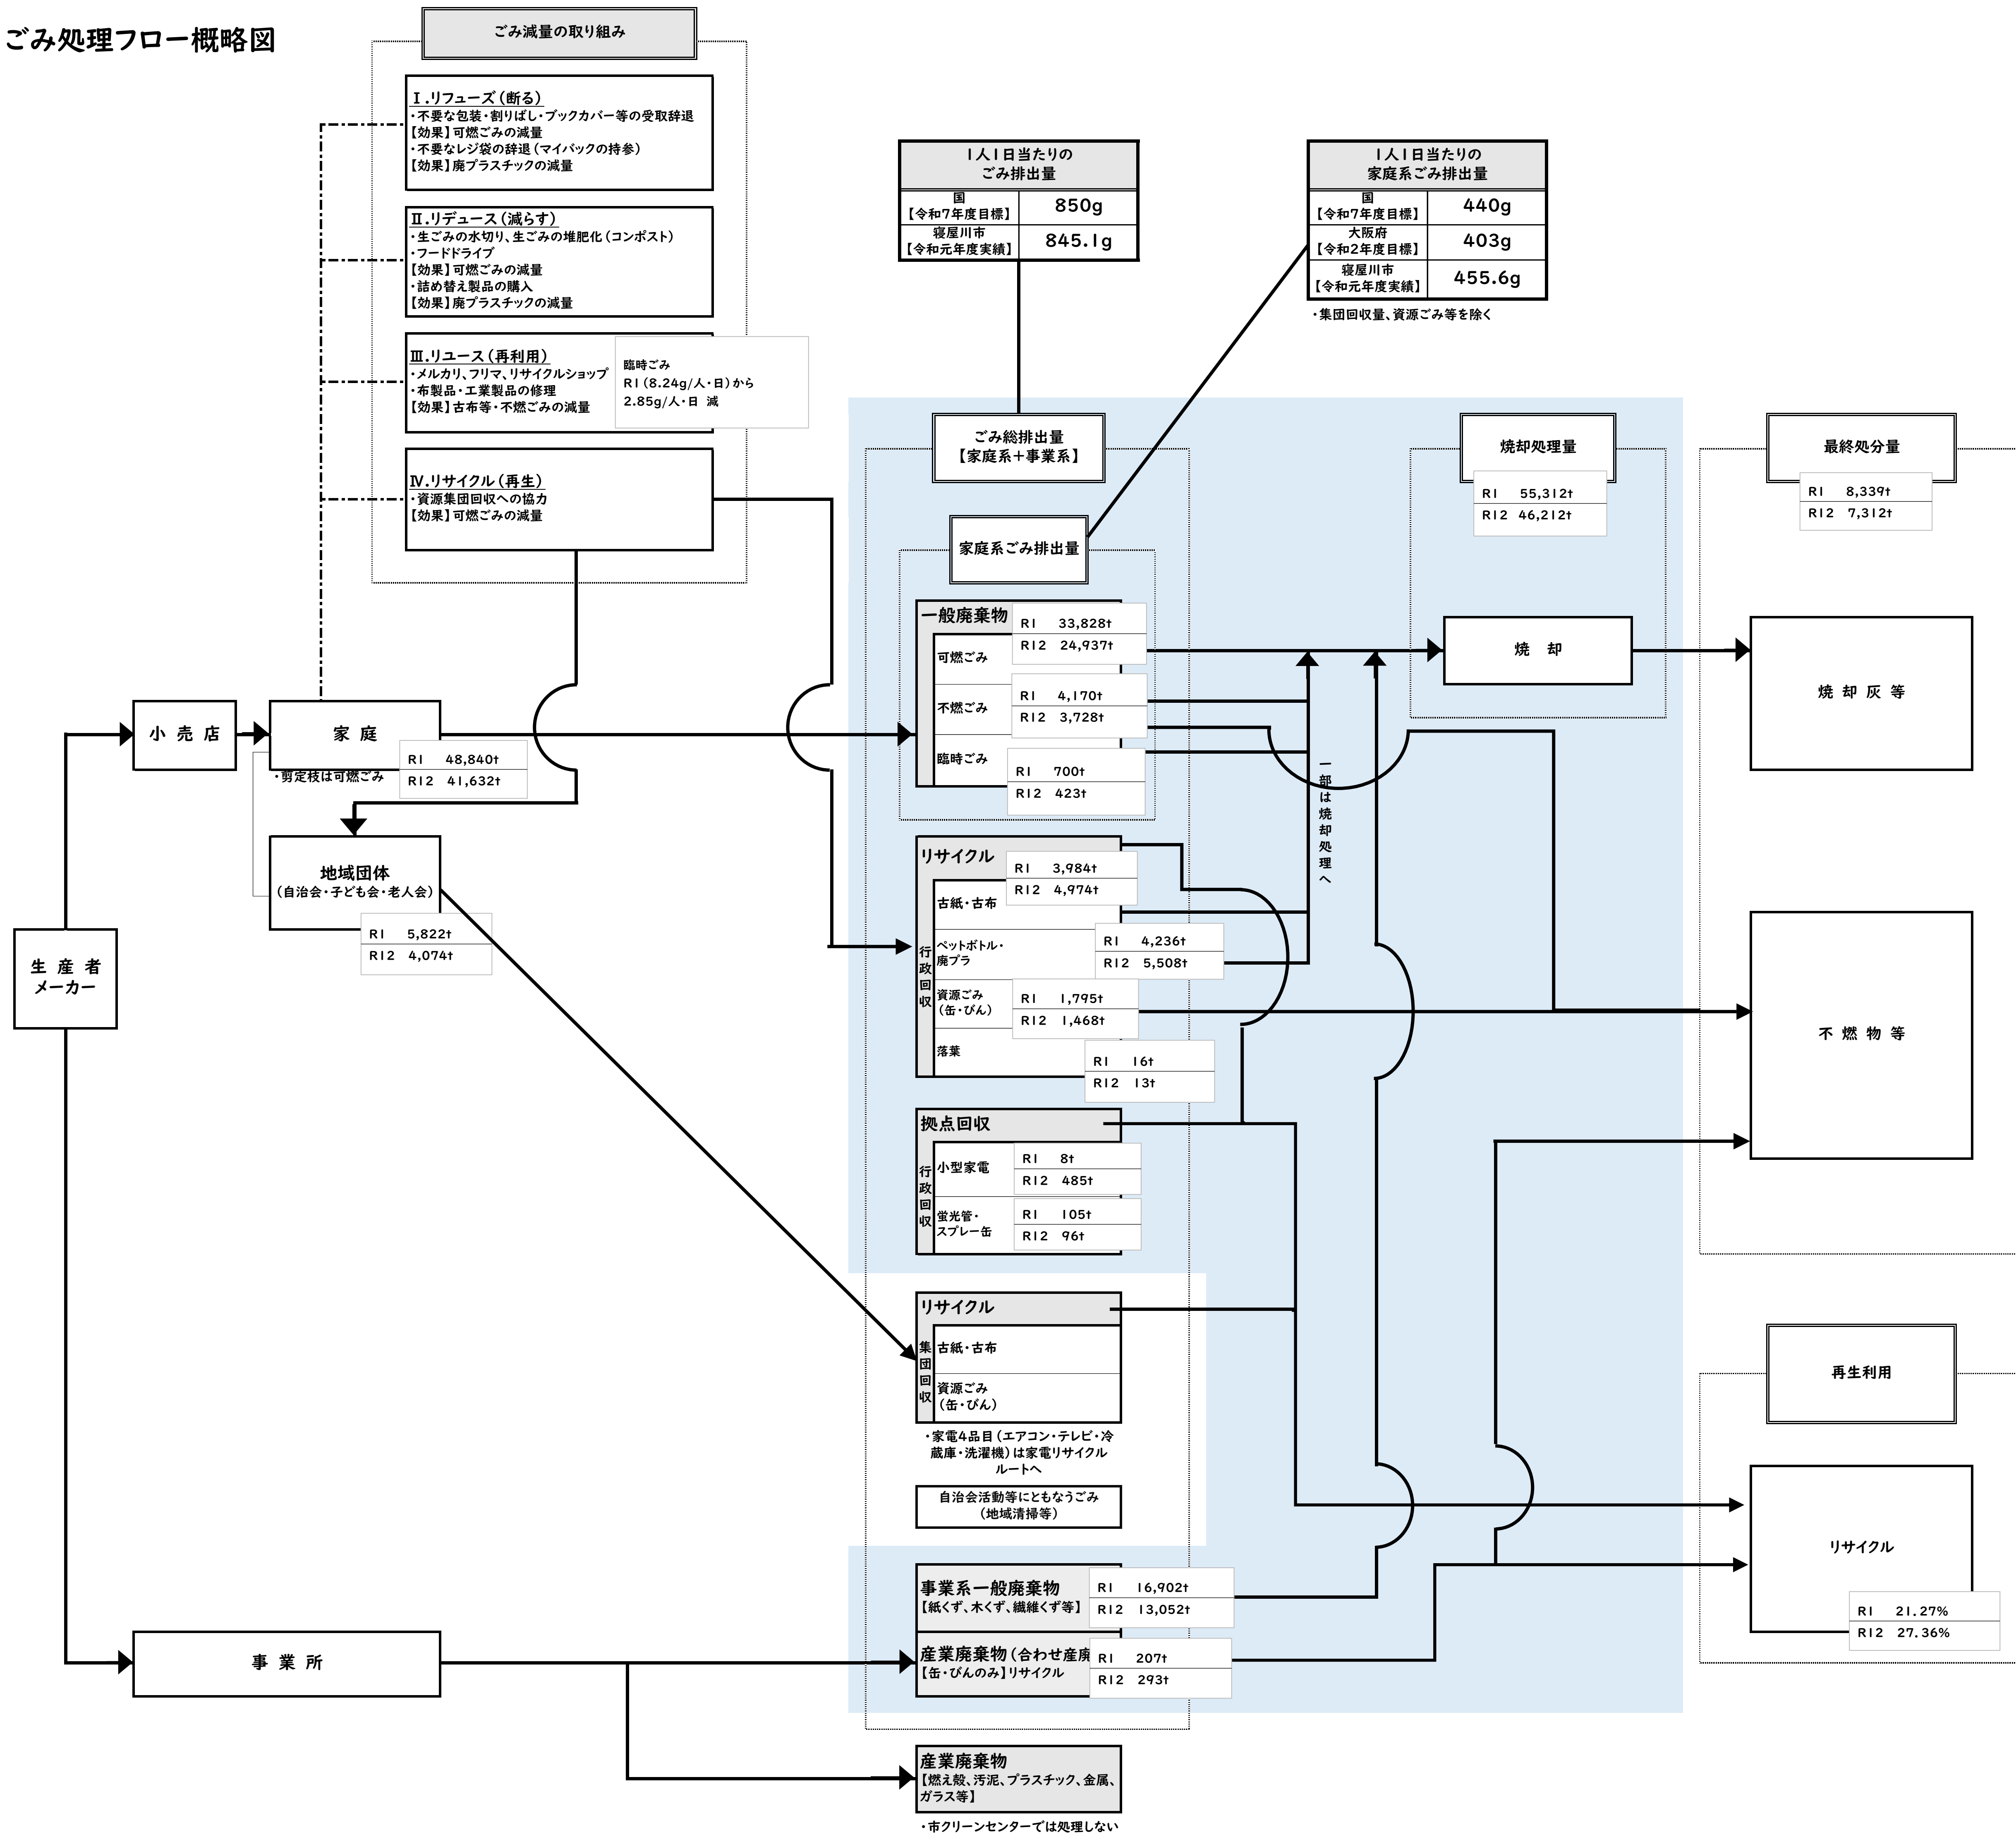 ごみ処理フロー概略図
ごみ減量の取り組み
Ⅰ.リフューズ（断る）
・不要な包装・割りばし・ブックカバー等の受取辞退
【効果】可燃ごみの減量
・不要なレジ袋の辞退（マイバックの持参）
【効果】廃プラスチックの減量
Ⅱ.リデュース（減らす）
・生ごみの水切り、生ごみの堆肥化（コンポスト）
・フードドライブ
【効果】可燃ごみの減量
・詰め替え製品の購入
【効果】廃プラスチックの減量
Ⅲ.リユース（再利用）
・メルカリ、フリマ、リサイクルショップ
・布製品・工業製品の修理
【効果】古布等・不燃ごみの減量
臨時ごみ
R1（8.24g/人・日）から
2.85g/人・日 減
Ⅳ.リサイクル（再生）
・資源集団回収への協力
【効果】可燃ごみの減量
1人1日当たりの
ごみ排出量
国
【令和7年度目標】
850g
寝屋川市
【令和元年度実績】
845.1g
1人1日当たりの
家庭系ごみ排出量
国
【令和7年度目標】
440g
大阪府
【令和2年度目標】
403g
寝屋川市
【令和元年度実績】
455.6g
・集団回収量、資源ごみ等を除く
生産者
メーカー
小売店
家庭
R1 48,840t
R12 41,632t
・剪定枝は可燃ごみ
地域団体
（自治会・子ども会・老人会）
R1 5,822t
R12 4,074t
事業所
ごみ総排出量
【家庭系＋事業系】
家庭系ごみ排出量
一般廃棄物
可燃ごみ
R1 33,828t
R12 24,937t
不燃ごみ
R1 4,170t
R12 3,728t
臨時ごみ
R1 700t
R12 423t
一部は焼却処理へ
リサイクル
行政回収
古紙・古布
R1 3,984t
R12 4,974t
ペットボトル・
廃プラ
R1 4,236t
R12 5,508t
資源ごみ
（缶・びん）
R1 1,795t
R12 1,468t
落葉
R1 16t
R12 13t
拠点回収
行政回収
小型家電
R1 8t
R12 485t
蛍光管・
スプレー缶
R1 105t
R12 96t
リサイクル
集団回収
古紙・古布
資源ごみ
（缶・びん）
・家電4品目（エアコン・テレビ・冷
蔵庫・洗濯機）は家電リサイクル
ルートへ
自治会活動等にともなうごみ
（地域清掃等）
事業系一般廃棄物
【紙くず、木くず、繊維くず等】
R1 16,902t
R12 13,052t
産業廃棄物（合わせ産廃
【缶・びんのみ】リサイクル
R1 207t
R12 293t
産業廃棄物
【燃え殻、汚泥、プラスチック、金属、
ガラス等】
・市クリーンセンターでは処理しない
焼却処理量
R1 55,312t
R12 46,212t
焼却
最終処分量
R1 8,339t
R12 7,312t
焼却灰等
不燃物等
再生利用
リサイクル
R1 21.27%
R12 27.36%